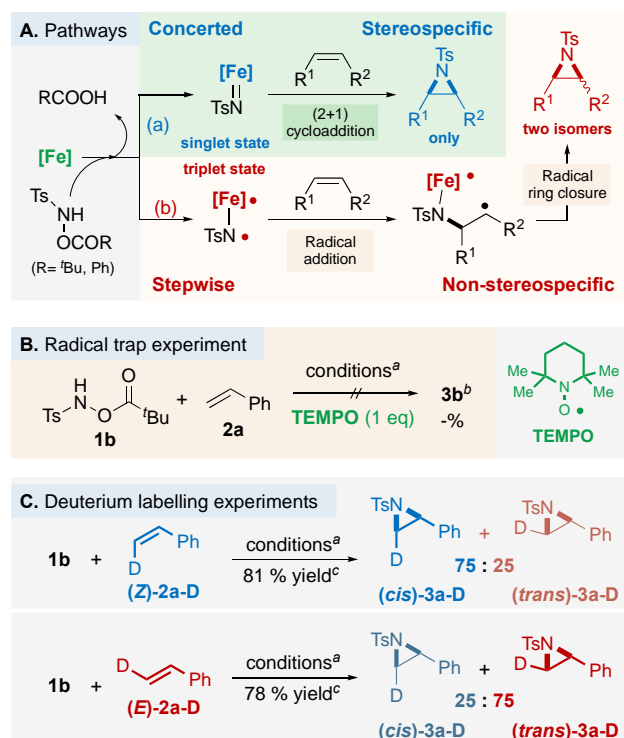 A. Pathways
Concerted
Stereospecific
RCOOH
[Fe]
TsN
R1 R2
Ts
N
R1 R2
Ts
N
R1 R2
(a)
singlet state
(2+1)
cycloaddition
only
two isomers
[Fe]
triplet state
Ts
NH
OCOR
(R= tBu, Ph)
(b)
[Fe]•
TsN•
R1 R2
Radical
addition
[Fe]•
TsN
R1
•
R2
Radical
ring closure
Stepwise
Non-stereospecific
B. Radical trap experiment
Ts
H
N
O
O
tBu
1b
+
Ph
2a
conditionsa
TEMPO (1 eq)
3bb
-%
Me Me
Me N Me
O•
TEMPO
C. Deuterium labelling experiments
1b + D Ph
(Z)-2a-D
conditionsa
81 % yieldc
TsN Ph
D
+
TsN
D Ph
75 : 25
(cis)-3a-D (trans)-3a-D
1b + D Ph
(E)-2a-D
conditionsa
78 % yieldc
TsN Ph
D
+
TsN
D Ph
25 : 75
(cis)-3a-D (trans)-3a-D